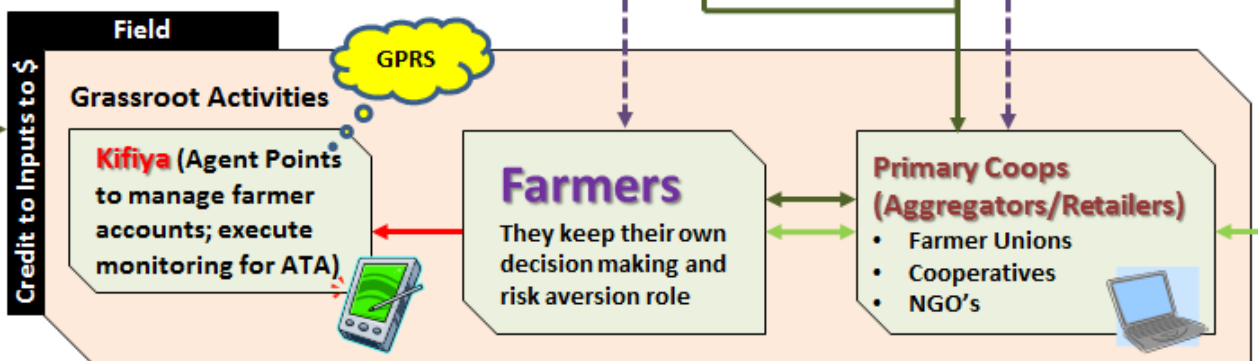 Field
Credit to Inputs to $
GPRS
Grassroot Activities
Kifiya (Agent Points
to manage farmer
accounts; execute
monitoring for ATA)
Farmers
They keep their own
decision making and
risk aversion role
Primary Coops
(Aggregators/Retailers)
• Farmer Unions
• Cooperatives
• NGO's